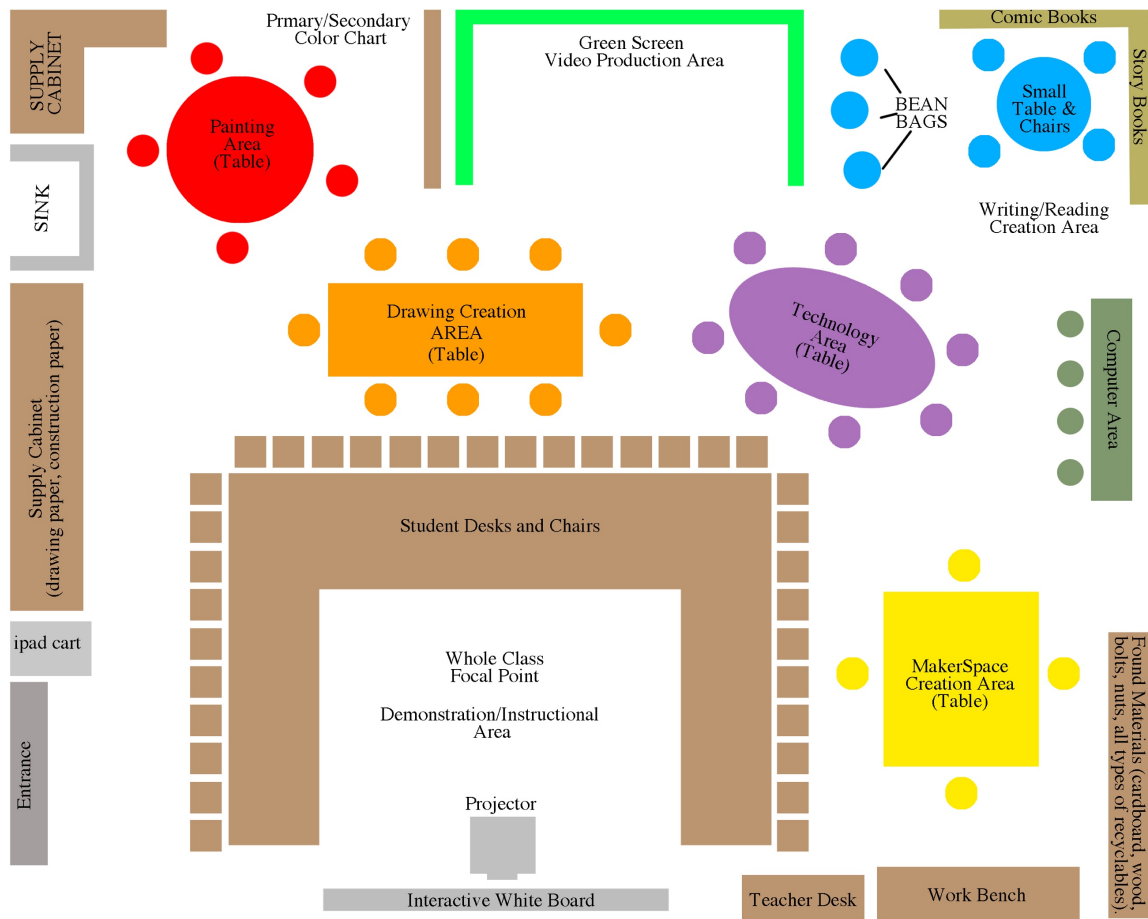 SUPPLY
CABINET
Prmary/Secondary
Color Chart
Green Screen
Video Production Area
Comic Books
Story Books
Painting
Area
(Table)
BEAN
BAGS
Small
Table &
Chairs
SINK
Writing/Reading
Creation Area
Drawing Creation
AREA
(Table)
Technology
Area
(Table)
Computer Area
Supply Cabinet
(drawing paper, construction paper)
Student Desks and Chairs
ipad cart
Whole Class
Focal Point
Demonstration/Instructional
Area
MakerSpace
Creation Area
(Table)
Found Materials (cardboard, wood,
bolts, nuts, all types of recyclables).
Entrance
Projector
Interactive White Board
Teacher Desk
Work Bench